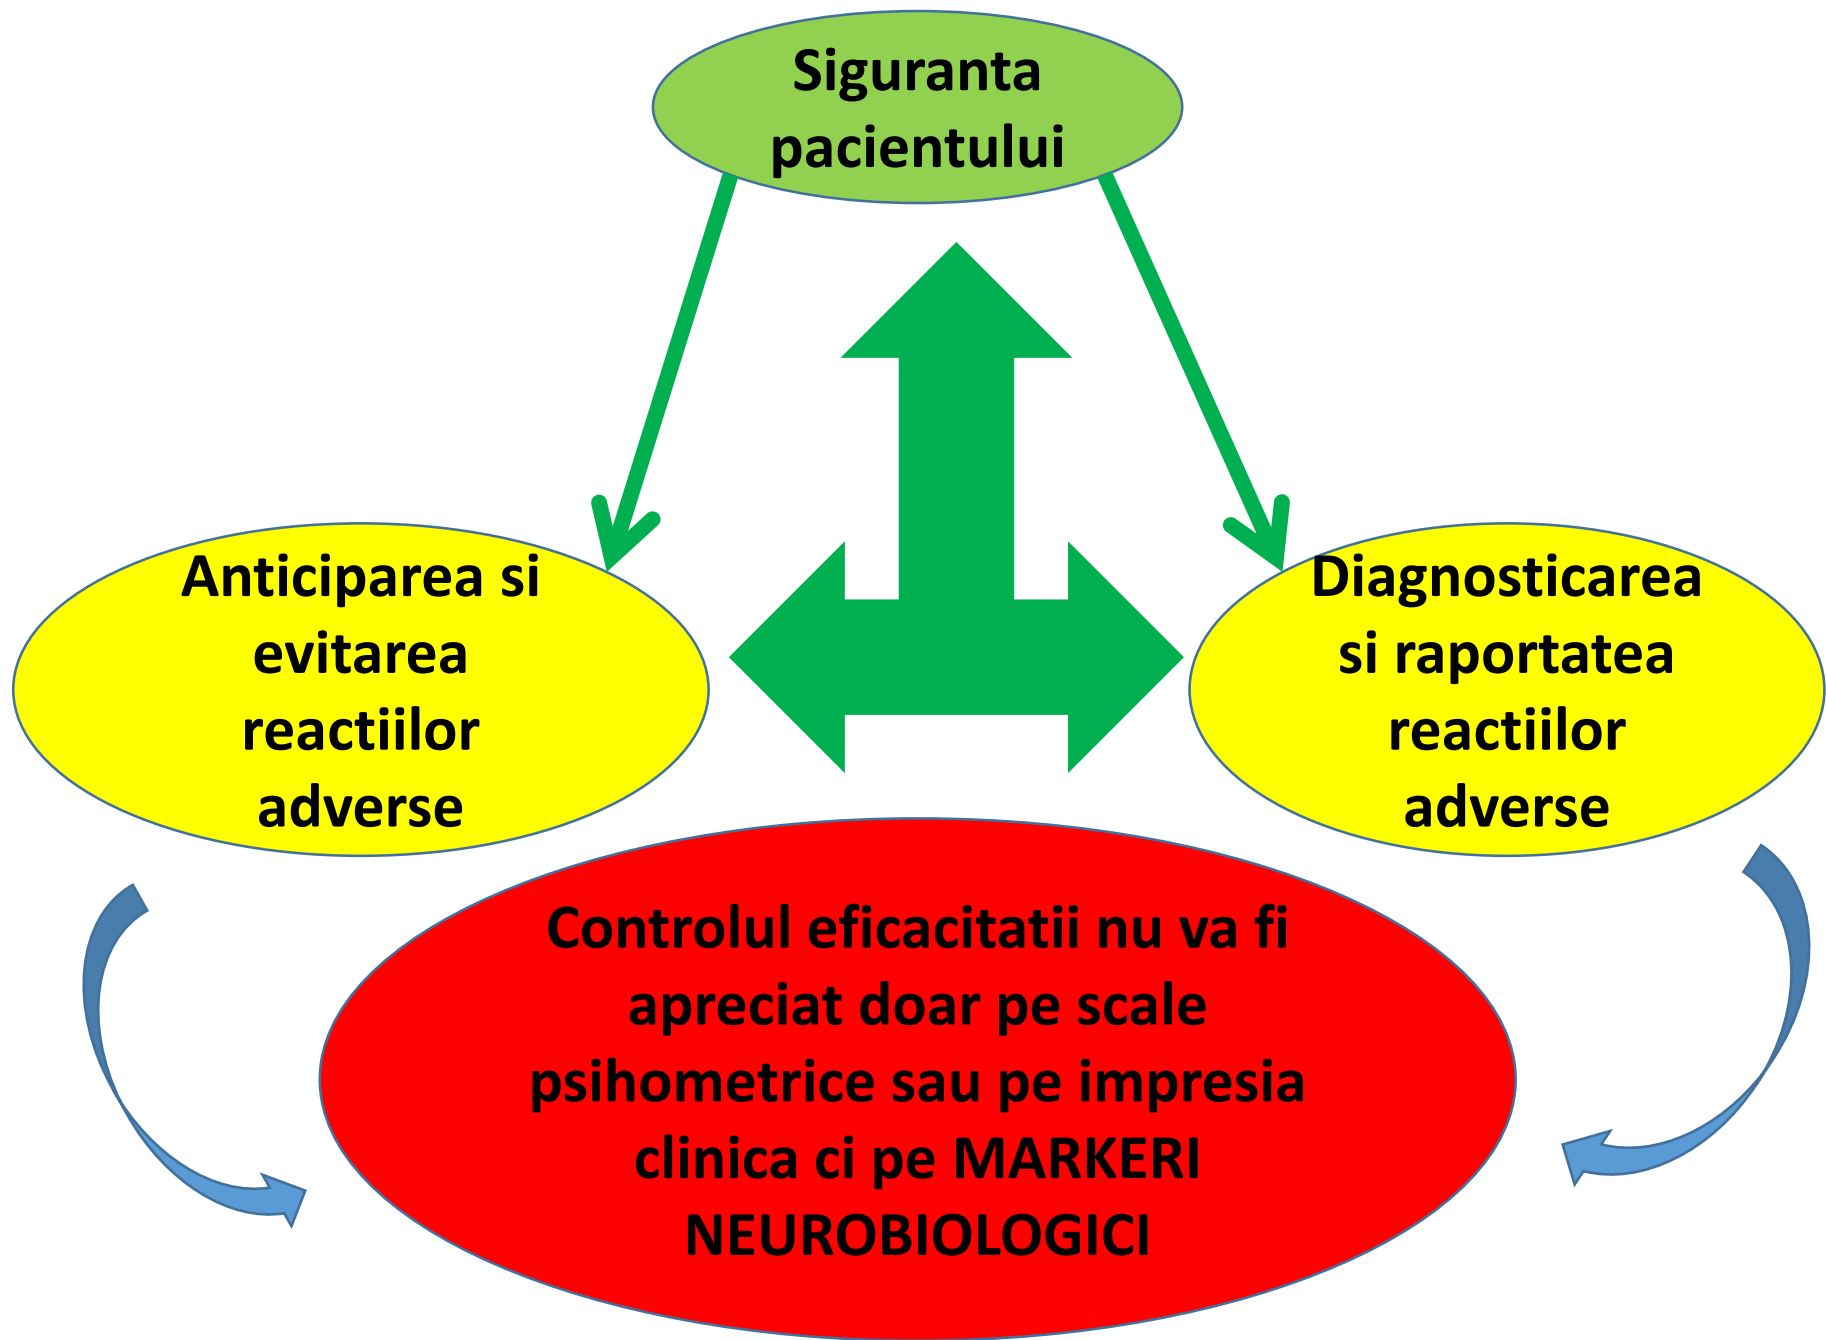 Siguranta
pacientului
Anticiparea si
evitarea
reactiilor
adverse
Diagnosticarea
si raportatea
reactiilor
adverse
Controlul eficacitatii nu va fi
apreciat doar pe scale
psihometrice sau pe impresia
clinica ci pe MARKERI
NEUROBIOLOGICI